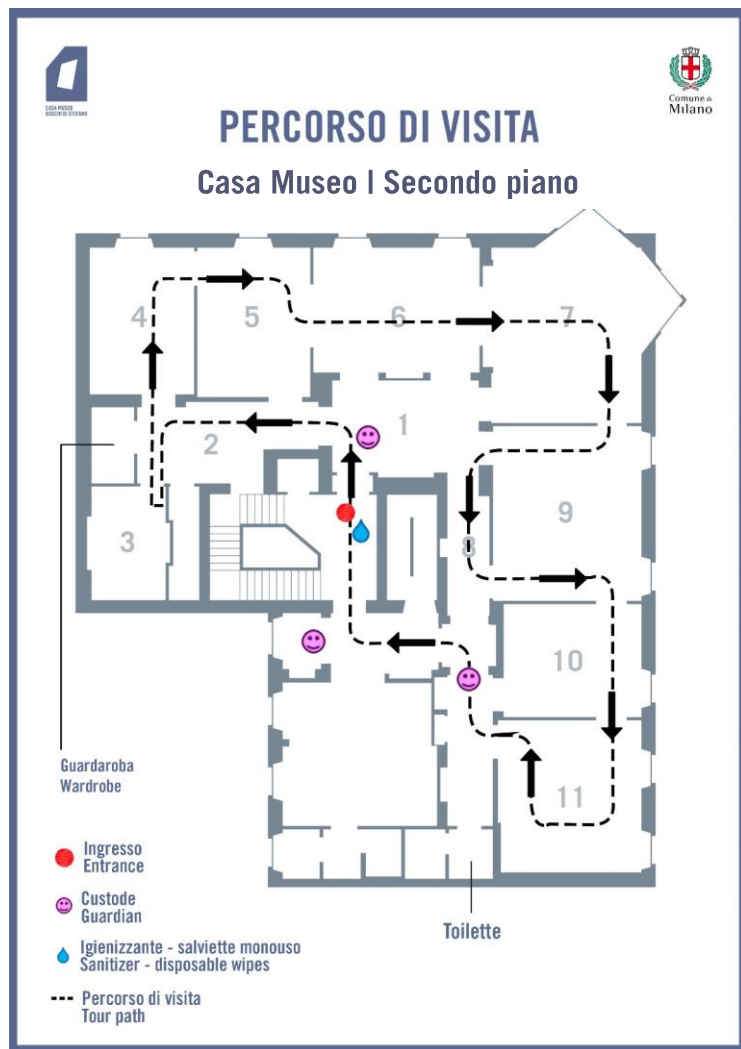 CASA MUSEO
BOSCHI DI STEFANO
Comune di
Milano
PERCORSO DI VISITA
Casa Museo | Secondo piano
4
5
6
7
1
2
3
8
9
10
11
Guardaroba
Wardrobe
Toilette
Ingresso
Entrance
Custode
Guardian
Igienizzante - salviette monouso
Sanitizer - disposable wipes
Percorso di visita
Tour path